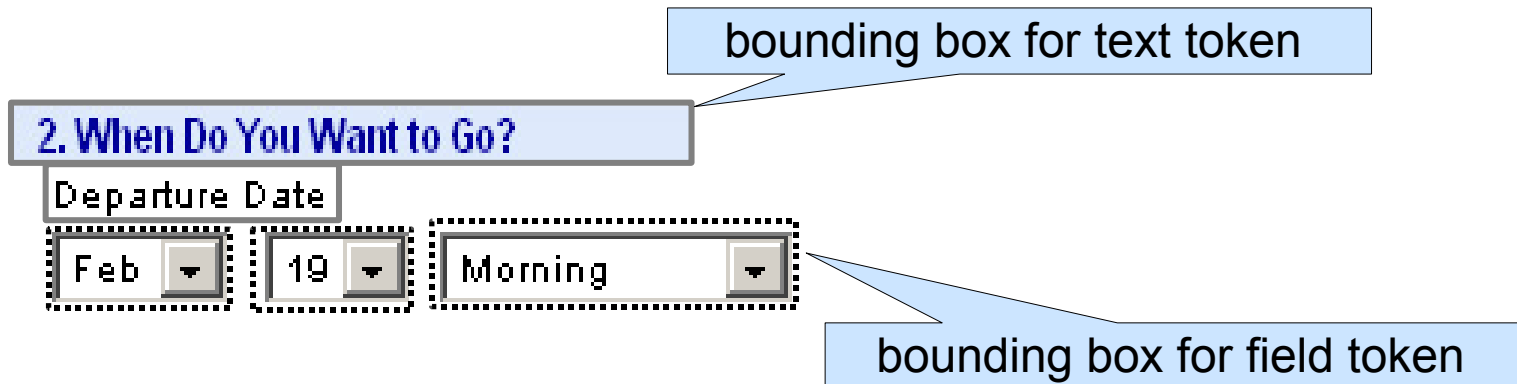 bounding box for text token
2. When Do You Want to Go?
Departure Date
Feb 19 Morning
bounding box for field token